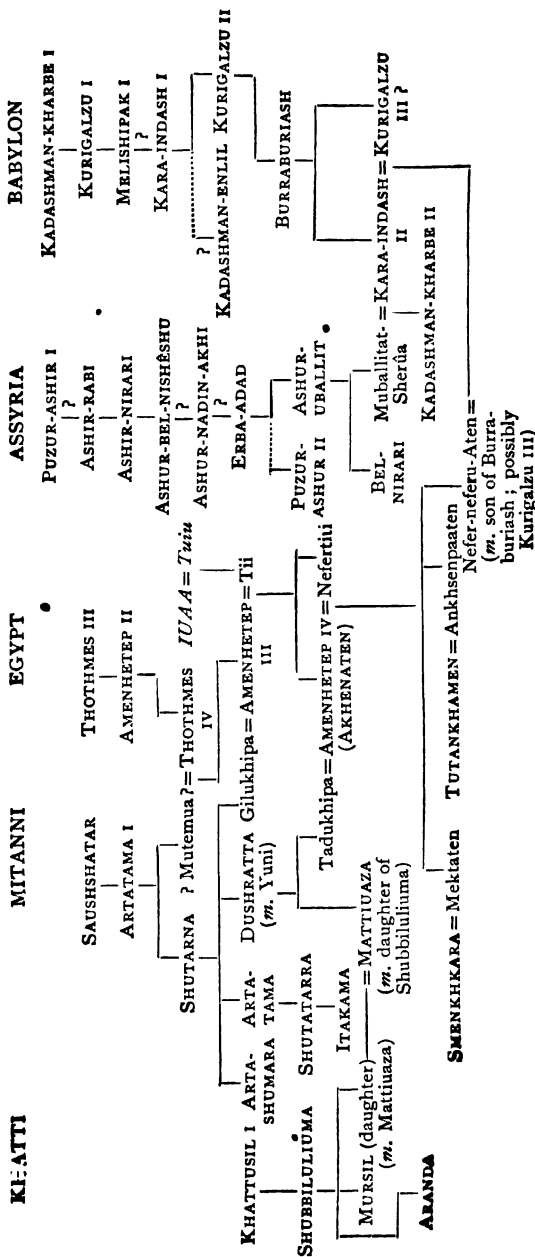 KHATTI MITANNI EGYPT ASSYRIA BABYLON
SAUSHSHATAR THOTHMES III PUZUR-ASHIR I KADASHMAN-KHARBE I
?
ARTATAMA I AMENHETEP II ASHIR-RABI KURIGALZU I
ASHIR-NIRARI MELISHIPAK I
?
SHUTARNA ? Mutemua ? = THOTHMES IUAA = Tuiu ASHUR-BEL-NISHÊSHU KARA-INDASH I
IV ?
ASHUR-NADIN-AKHI
? ?
KHATTUSIL I ARTA- ARTA- DUSHRATTA Gilukhipa = AMENHETEP = Tii ERBA-ADAD KADASHMAN-ENLIL KURIGALZU II
SHUMARA TAMA (m. Yuni) III
SHUBBILULIUMA SHUTATARRA PUZUR- ASHUR- BURRABURIASH
Tadukhipa = AMENHETEP IV = Nefertiui ASHUR II UBALLIT
ITAKAMA (AKHENATEN)
MURSIL (daughter) = MATTIUAZA BEL- Muballitat- = KARA-INDASH = KURIGALZU
(m. Mattiuaza) (m. daughter of NIRARI Sherûa II III ?
Shubbiluliuma)
ARANDA KADASHMAN-KHARBE II
SMENKHKARA = Mektaten TUTANKHAMEN = Ankhsenpaaten Nefer-neferu-Aten =
(m. son of Burra-
buriash ; possibly
Kurigalzu III)